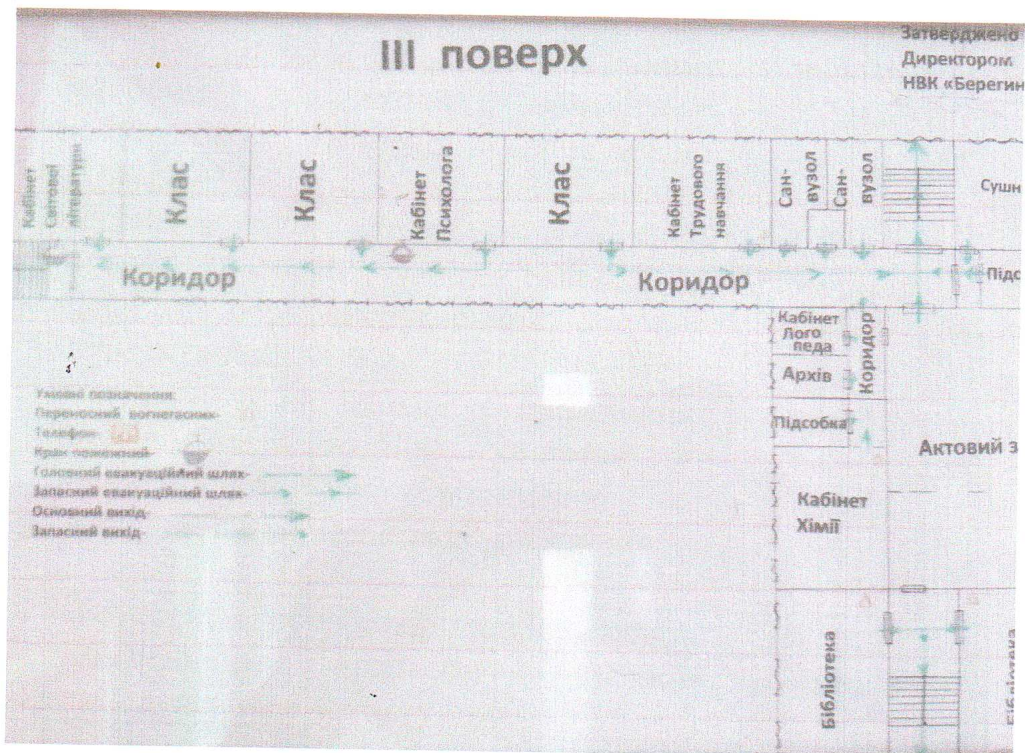 III поверх
Затверджено
Директором
НВК «Берегин
Кабінет
Світової
літератури
Клас
Клас
Кабінет
Психолога
Клас
Кабінет
Трудового
навчання
Сан-
вузол
Сан-
вузол
Сушн
Коридор
Коридор
Підс
Кабінет
Лого
педа
Коридор
Архів
Підсобка
Актовий з
Кабінет
Хімії
Умовні позначення:
Переносний вогнегасник-
Телефон-
Кран пожежний-
Головний евакуаційний шлях-
Запасний евакуаційний шлях-
Основний вихід-
Запасний вихід-
Бібліотека
Бібліотека